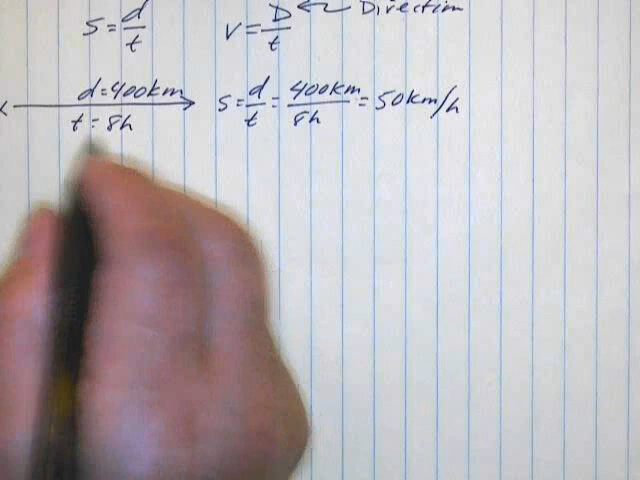 s = d/t v = D/t ← Direction
d = 400km s = d/t = 400km/8h = 50km/h
t = 8h